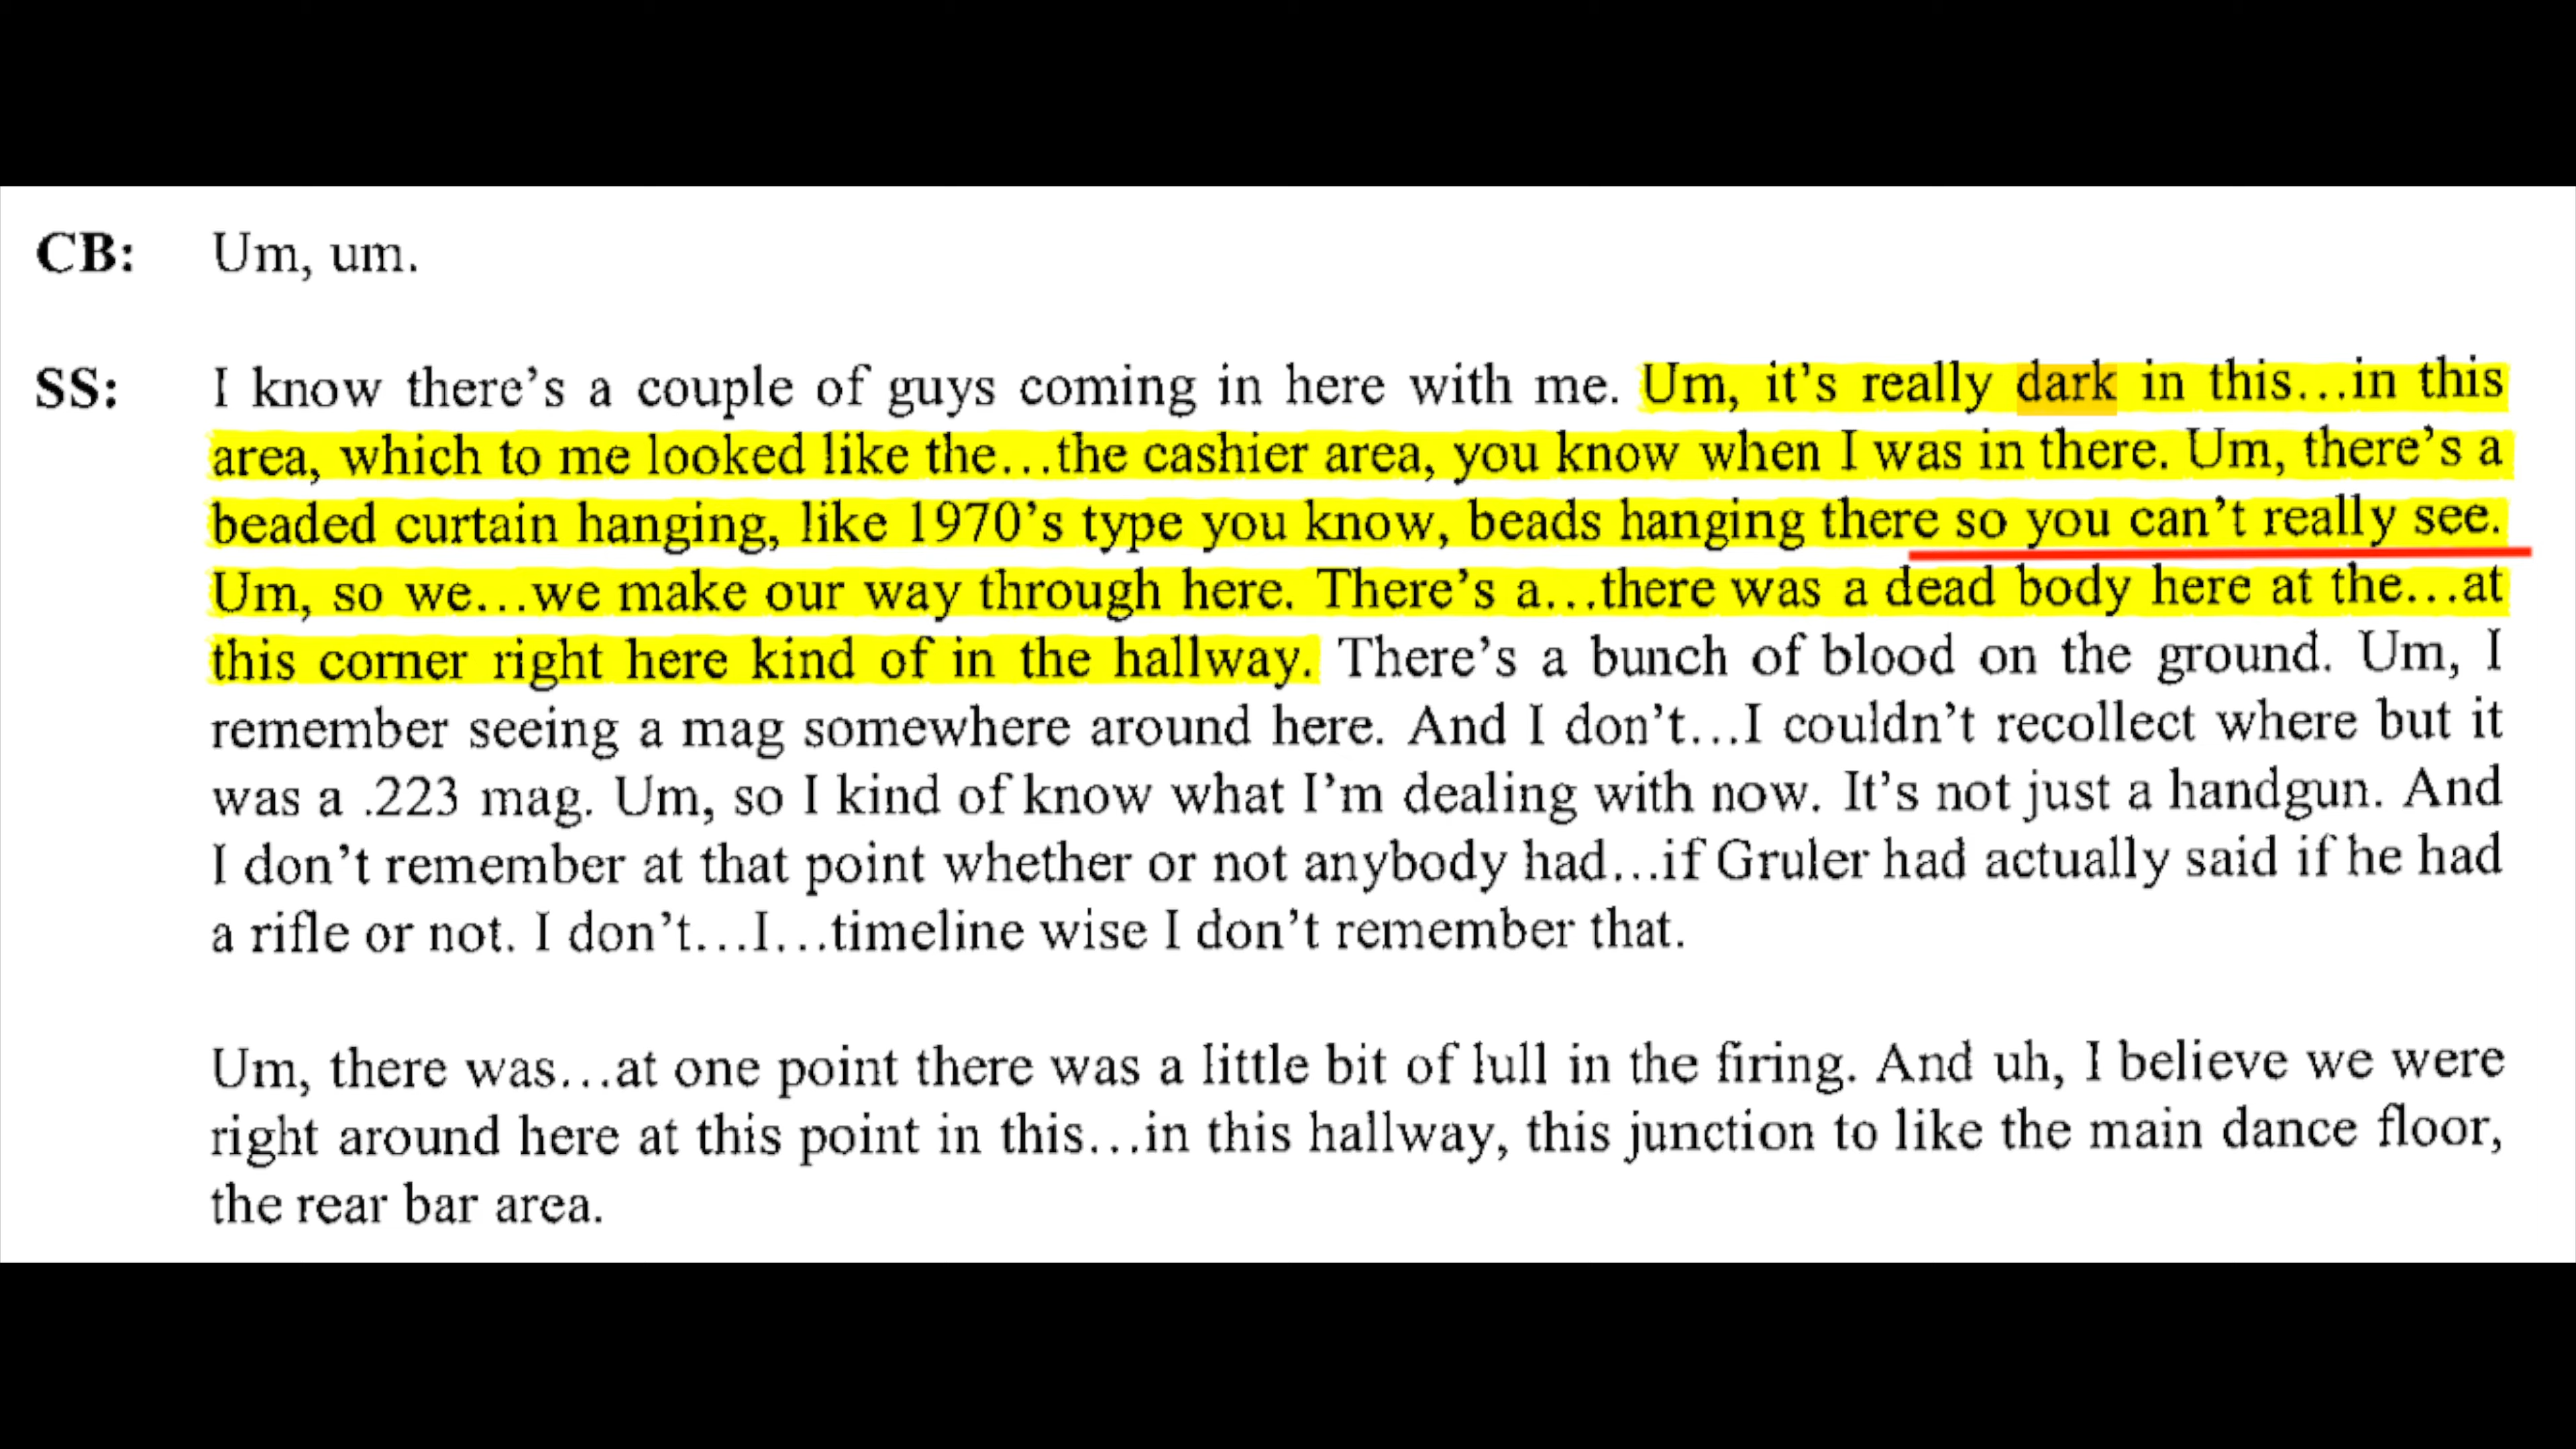 CB: Um, um.
SS: I know there's a couple of guys coming in here with me. Um, it's really dark in this...in this
area, which to me looked like the...the cashier area, you know when I was in there. Um, there's a
beaded curtain hanging, like 1970's type you know, beads hanging there so you can't really see.
Um, so we...we make our way through here. There's a...there was a dead body here at the...at
this corner right here kind of in the hallway. There's a bunch of blood on the ground. Um, I
remember seeing a mag somewhere around here. And I don't...I couldn't recollect where but it
was a .223 mag. Um, so I kind of know what I'm dealing with now. It's not just a handgun. And
I don't remember at that point whether or not anybody had...if Gruler had actually said if he had
a rifle or not. I don't...I...timeline wise I don't remember that.
Um, there was...at one point there was a little bit of lull in the firing. And uh, I believe we were
right around here at this point in this...in this hallway, this junction to like the main dance floor,
the rear bar area.